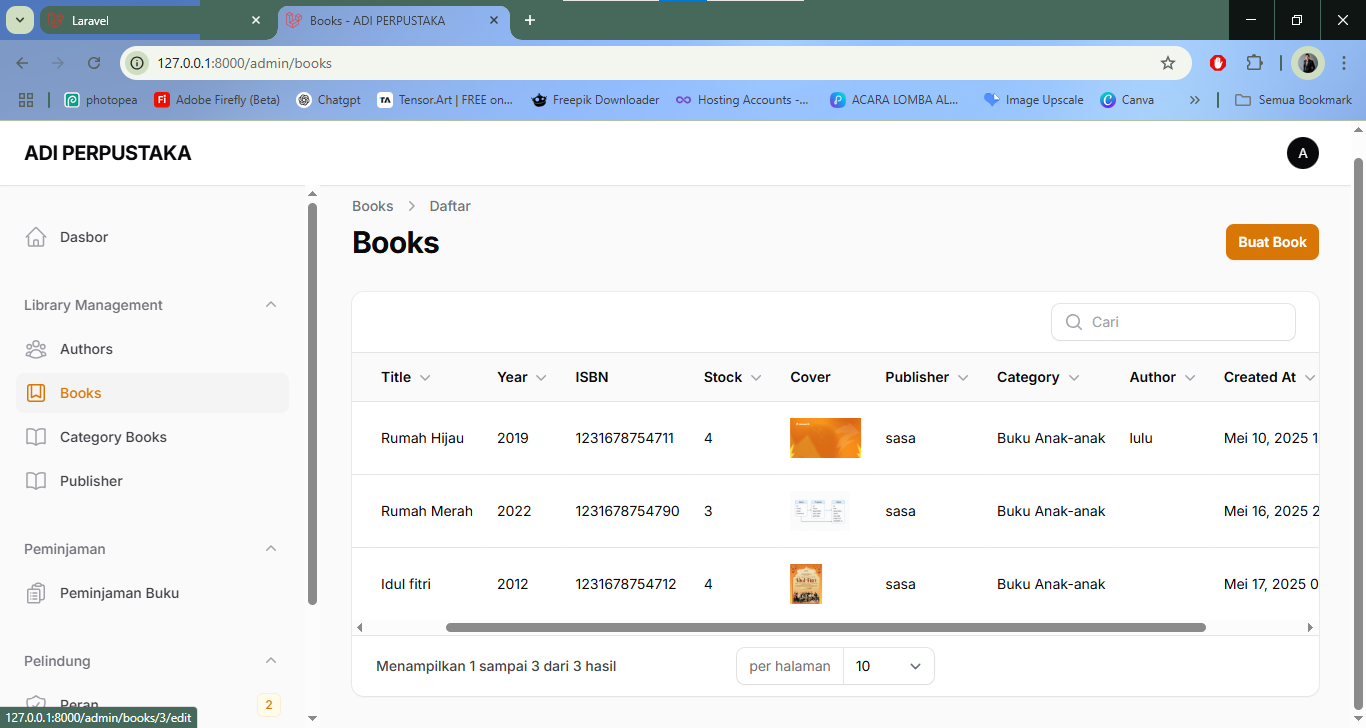 Laravel
Books - ADI PERPUSTAKA
127.0.0.1:8000/admin/books
photopea
Adobe Firefly (Beta)
Chatgpt
TA
Tensor.Art | FREE on...
Freepik Downloader
Hosting Accounts -...
ACARA LOMBA AL...
Image Upscale
Canva
Semua Bookmark
ADI PERPUSTAKA
A
Dasbor
Library Management
Authors
Books
Category Books
Publisher
Peminjaman
Peminjaman Buku
Pelindung
Peran
2
127.0.0.1:8000/admin/books/3/edit
Books > Daftar
Books
Buat Book
Cari
Title Year ISBN Stock Cover Publisher Category Author Created At
Rumah Hijau 2019 1231678754711 4 sasa Buku Anak-anak lulu Mei 10, 2025 1
Rumah Merah 2022 1231678754790 3 sasa Buku Anak-anak Mei 16, 2025 2
Idul fitri 2012 1231678754712 4 sasa Buku Anak-anak Mei 17, 2025 0
Menampilkan 1 sampai 3 dari 3 hasil
per halaman 10